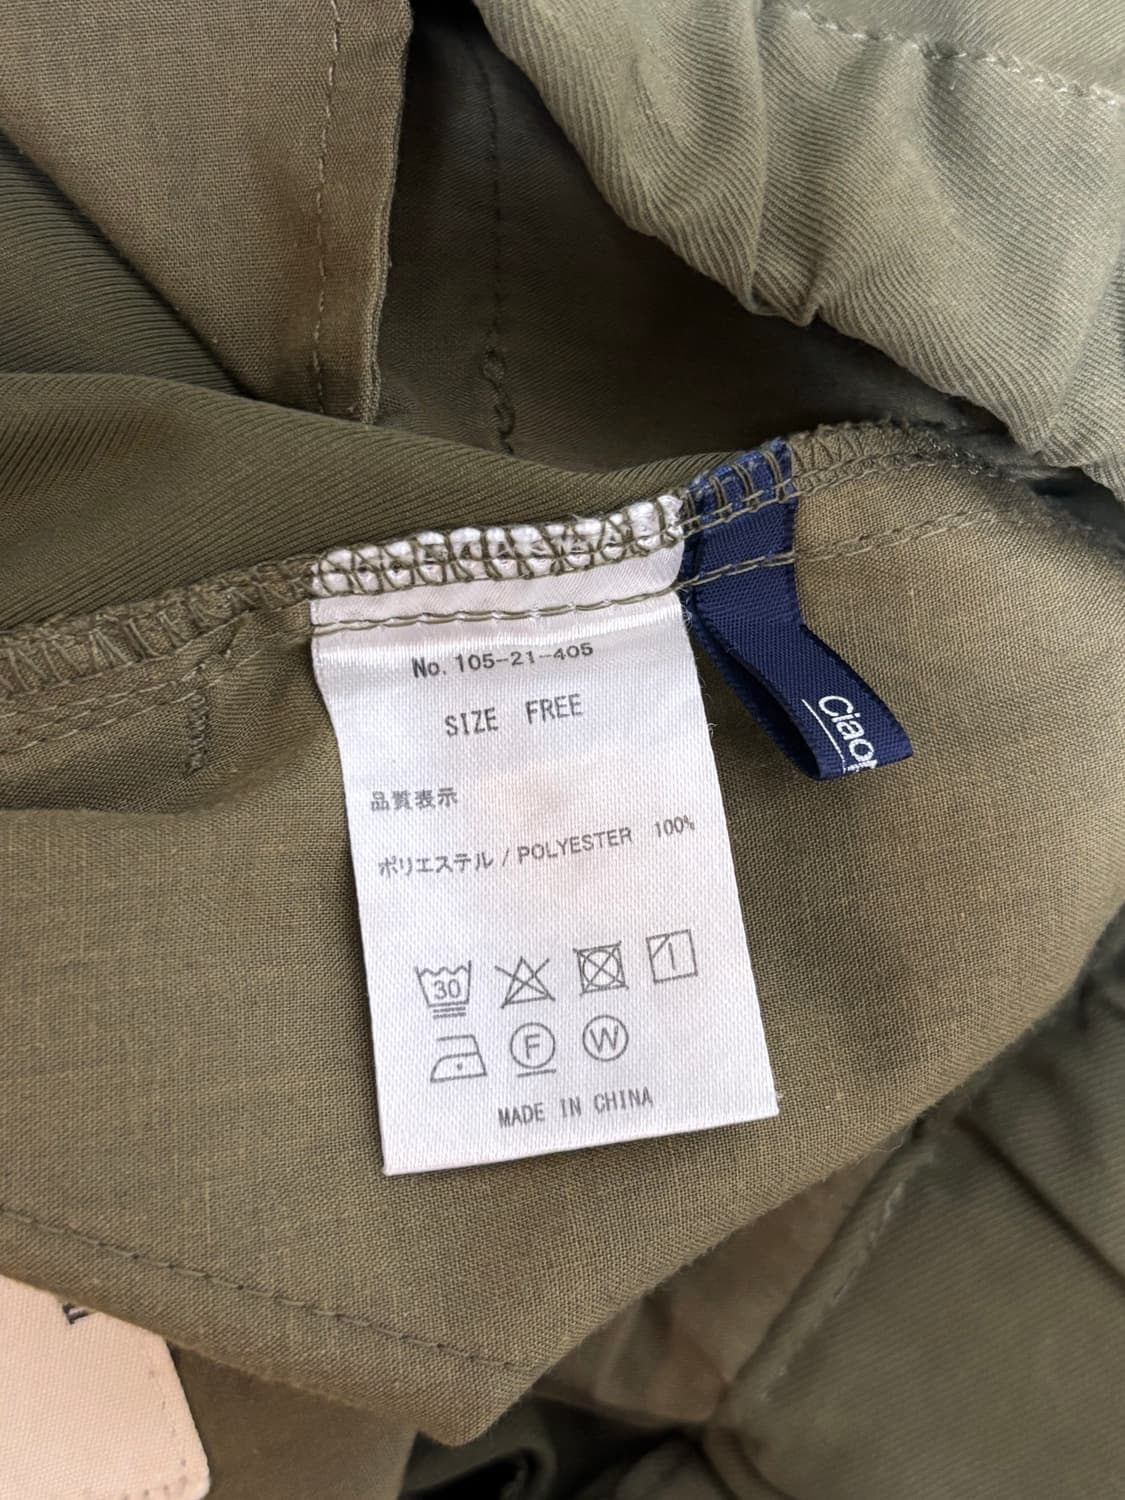 No. 105-21-405
SIZE FREE
品質表示
ポリエステル / POLYESTER 100%
30
F
W
MADE IN CHINA